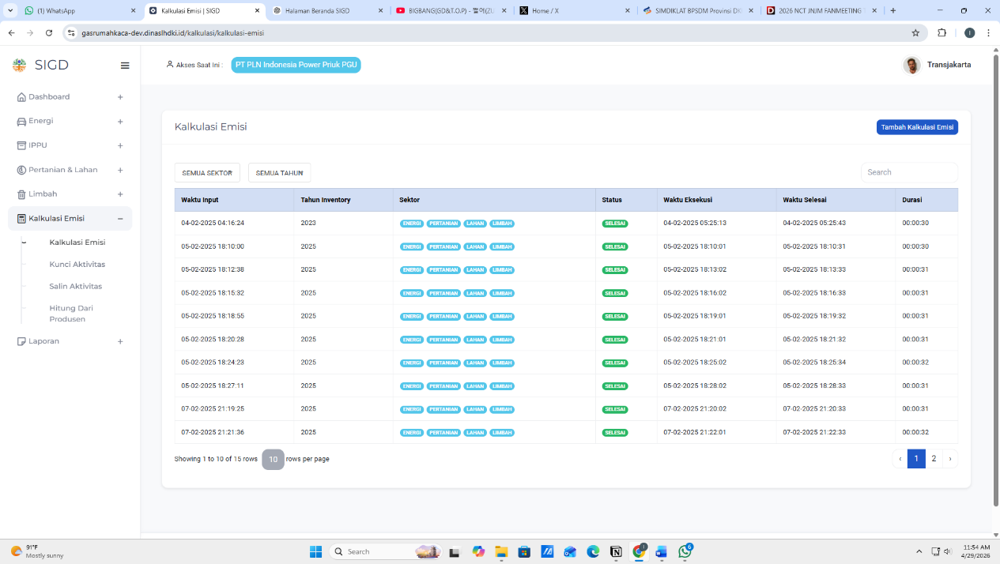 (1) WhatsApp
Kalkulasi Emisi | SIGD
Halaman Beranda SIGD
BIGBANG(GD&T.O.P) – 쩔어(ZU
Home / X
SIMDIKLAT BPSDM Provinsi DK
2026 NCT JNJM FANMEETING
gasrumahkaca-dev.dinaslhdki.id/kalkulasi/kalkulasi-emisi
I
SIGD
Akses Saat Ini :
PT PLN Indonesia Power Priuk PGU
Transjakarta
Dashboard
Energi
IPPU
Pertanian & Lahan
Limbah
Kalkulasi Emisi
Kalkulasi Emisi
Kunci Aktivitas
Salin Aktivitas
Hitung Dari
Produsen
Laporan
Kalkulasi Emisi
Tambah Kalkulasi Emisi
SEMUA SEKTOR
SEMUA TAHUN
Search
Waktu Input Tahun Inventory Sektor Status Waktu Eksekusi Waktu Selesai Durasi
04-02-2025 04:16:24 2023 ENERGI PERTANIAN LAHAN LIMBAH SELESAI 04-02-2025 05:25:13 04-02-2025 05:25:43 00:00:30
05-02-2025 18:10:00 2025 ENERGI PERTANIAN LAHAN LIMBAH SELESAI 05-02-2025 18:10:01 05-02-2025 18:10:31 00:00:30
05-02-2025 18:12:38 2025 ENERGI PERTANIAN LAHAN LIMBAH SELESAI 05-02-2025 18:13:02 05-02-2025 18:13:33 00:00:31
05-02-2025 18:15:32 2025 ENERGI PERTANIAN LAHAN LIMBAH SELESAI 05-02-2025 18:16:02 05-02-2025 18:16:33 00:00:31
05-02-2025 18:18:55 2025 ENERGI PERTANIAN LAHAN LIMBAH SELESAI 05-02-2025 18:19:01 05-02-2025 18:19:32 00:00:31
05-02-2025 18:20:28 2025 ENERGI PERTANIAN LAHAN LIMBAH SELESAI 05-02-2025 18:21:01 05-02-2025 18:21:32 00:00:31
05-02-2025 18:24:23 2025 ENERGI PERTANIAN LAHAN LIMBAH SELESAI 05-02-2025 18:25:02 05-02-2025 18:25:34 00:00:32
05-02-2025 18:27:11 2025 ENERGI PERTANIAN LAHAN LIMBAH SELESAI 05-02-2025 18:28:02 05-02-2025 18:28:33 00:00:31
07-02-2025 21:19:25 2025 ENERGI PERTANIAN LAHAN LIMBAH SELESAI 07-02-2025 21:20:02 07-02-2025 21:20:33 00:00:31
07-02-2025 21:21:36 2025 ENERGI PERTANIAN LAHAN LIMBAH SELESAI 07-02-2025 21:22:01 07-02-2025 21:22:33 00:00:32
Showing 1 to 10 of 15 rows 10 rows per page
‹ 1 2 ›
91°F
Mostly sunny
Search
6
11:54 AM
4/29/2026